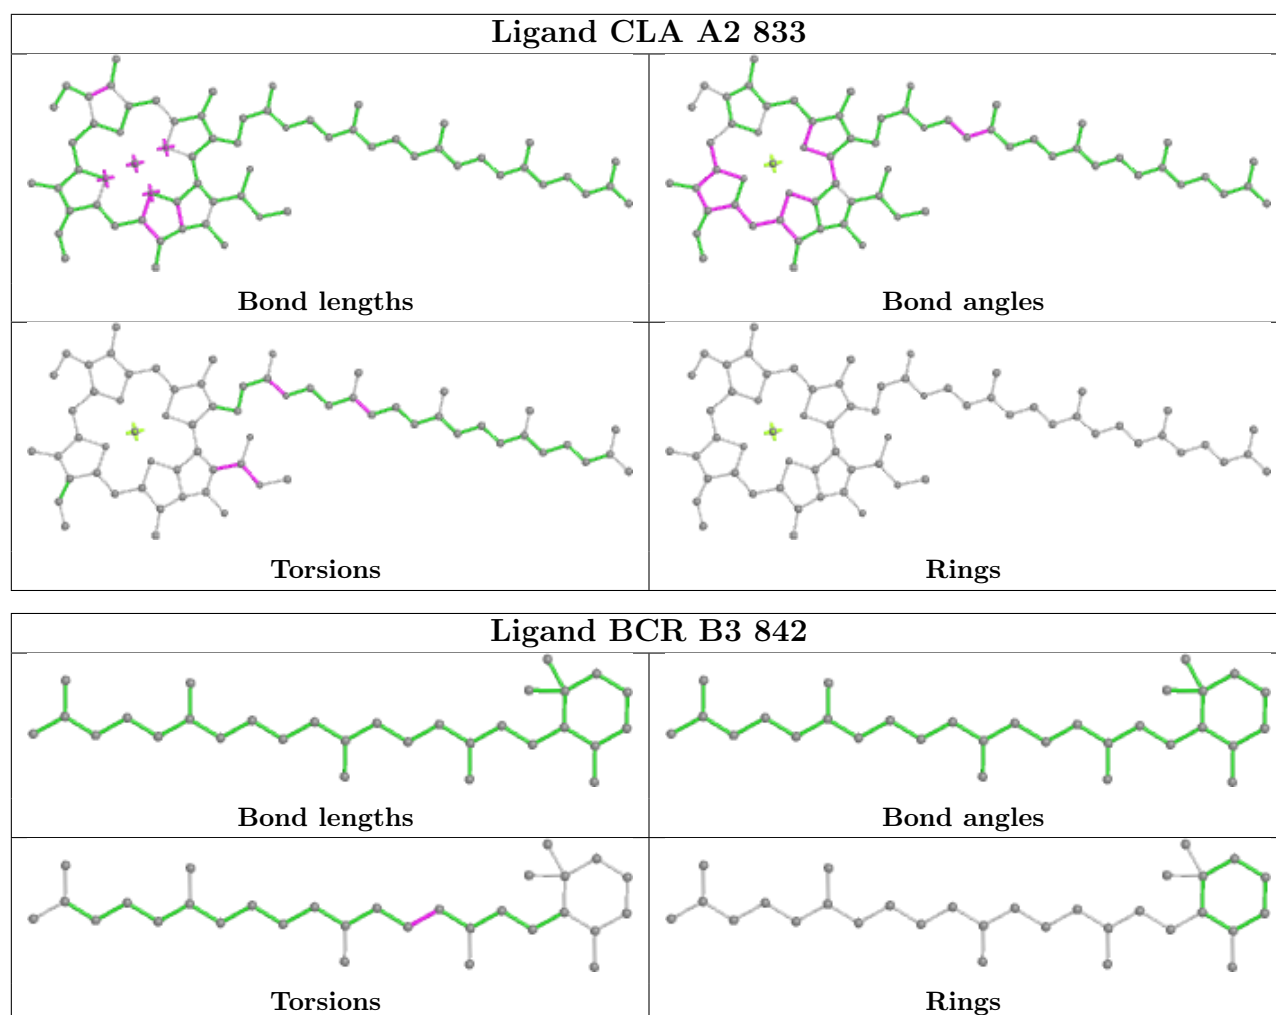 Ligand CLA A2 833
Bond lengths
Bond angles
Torsions
Rings
Ligand BCR B3 842
Bond lengths
Bond angles
Torsions
Rings